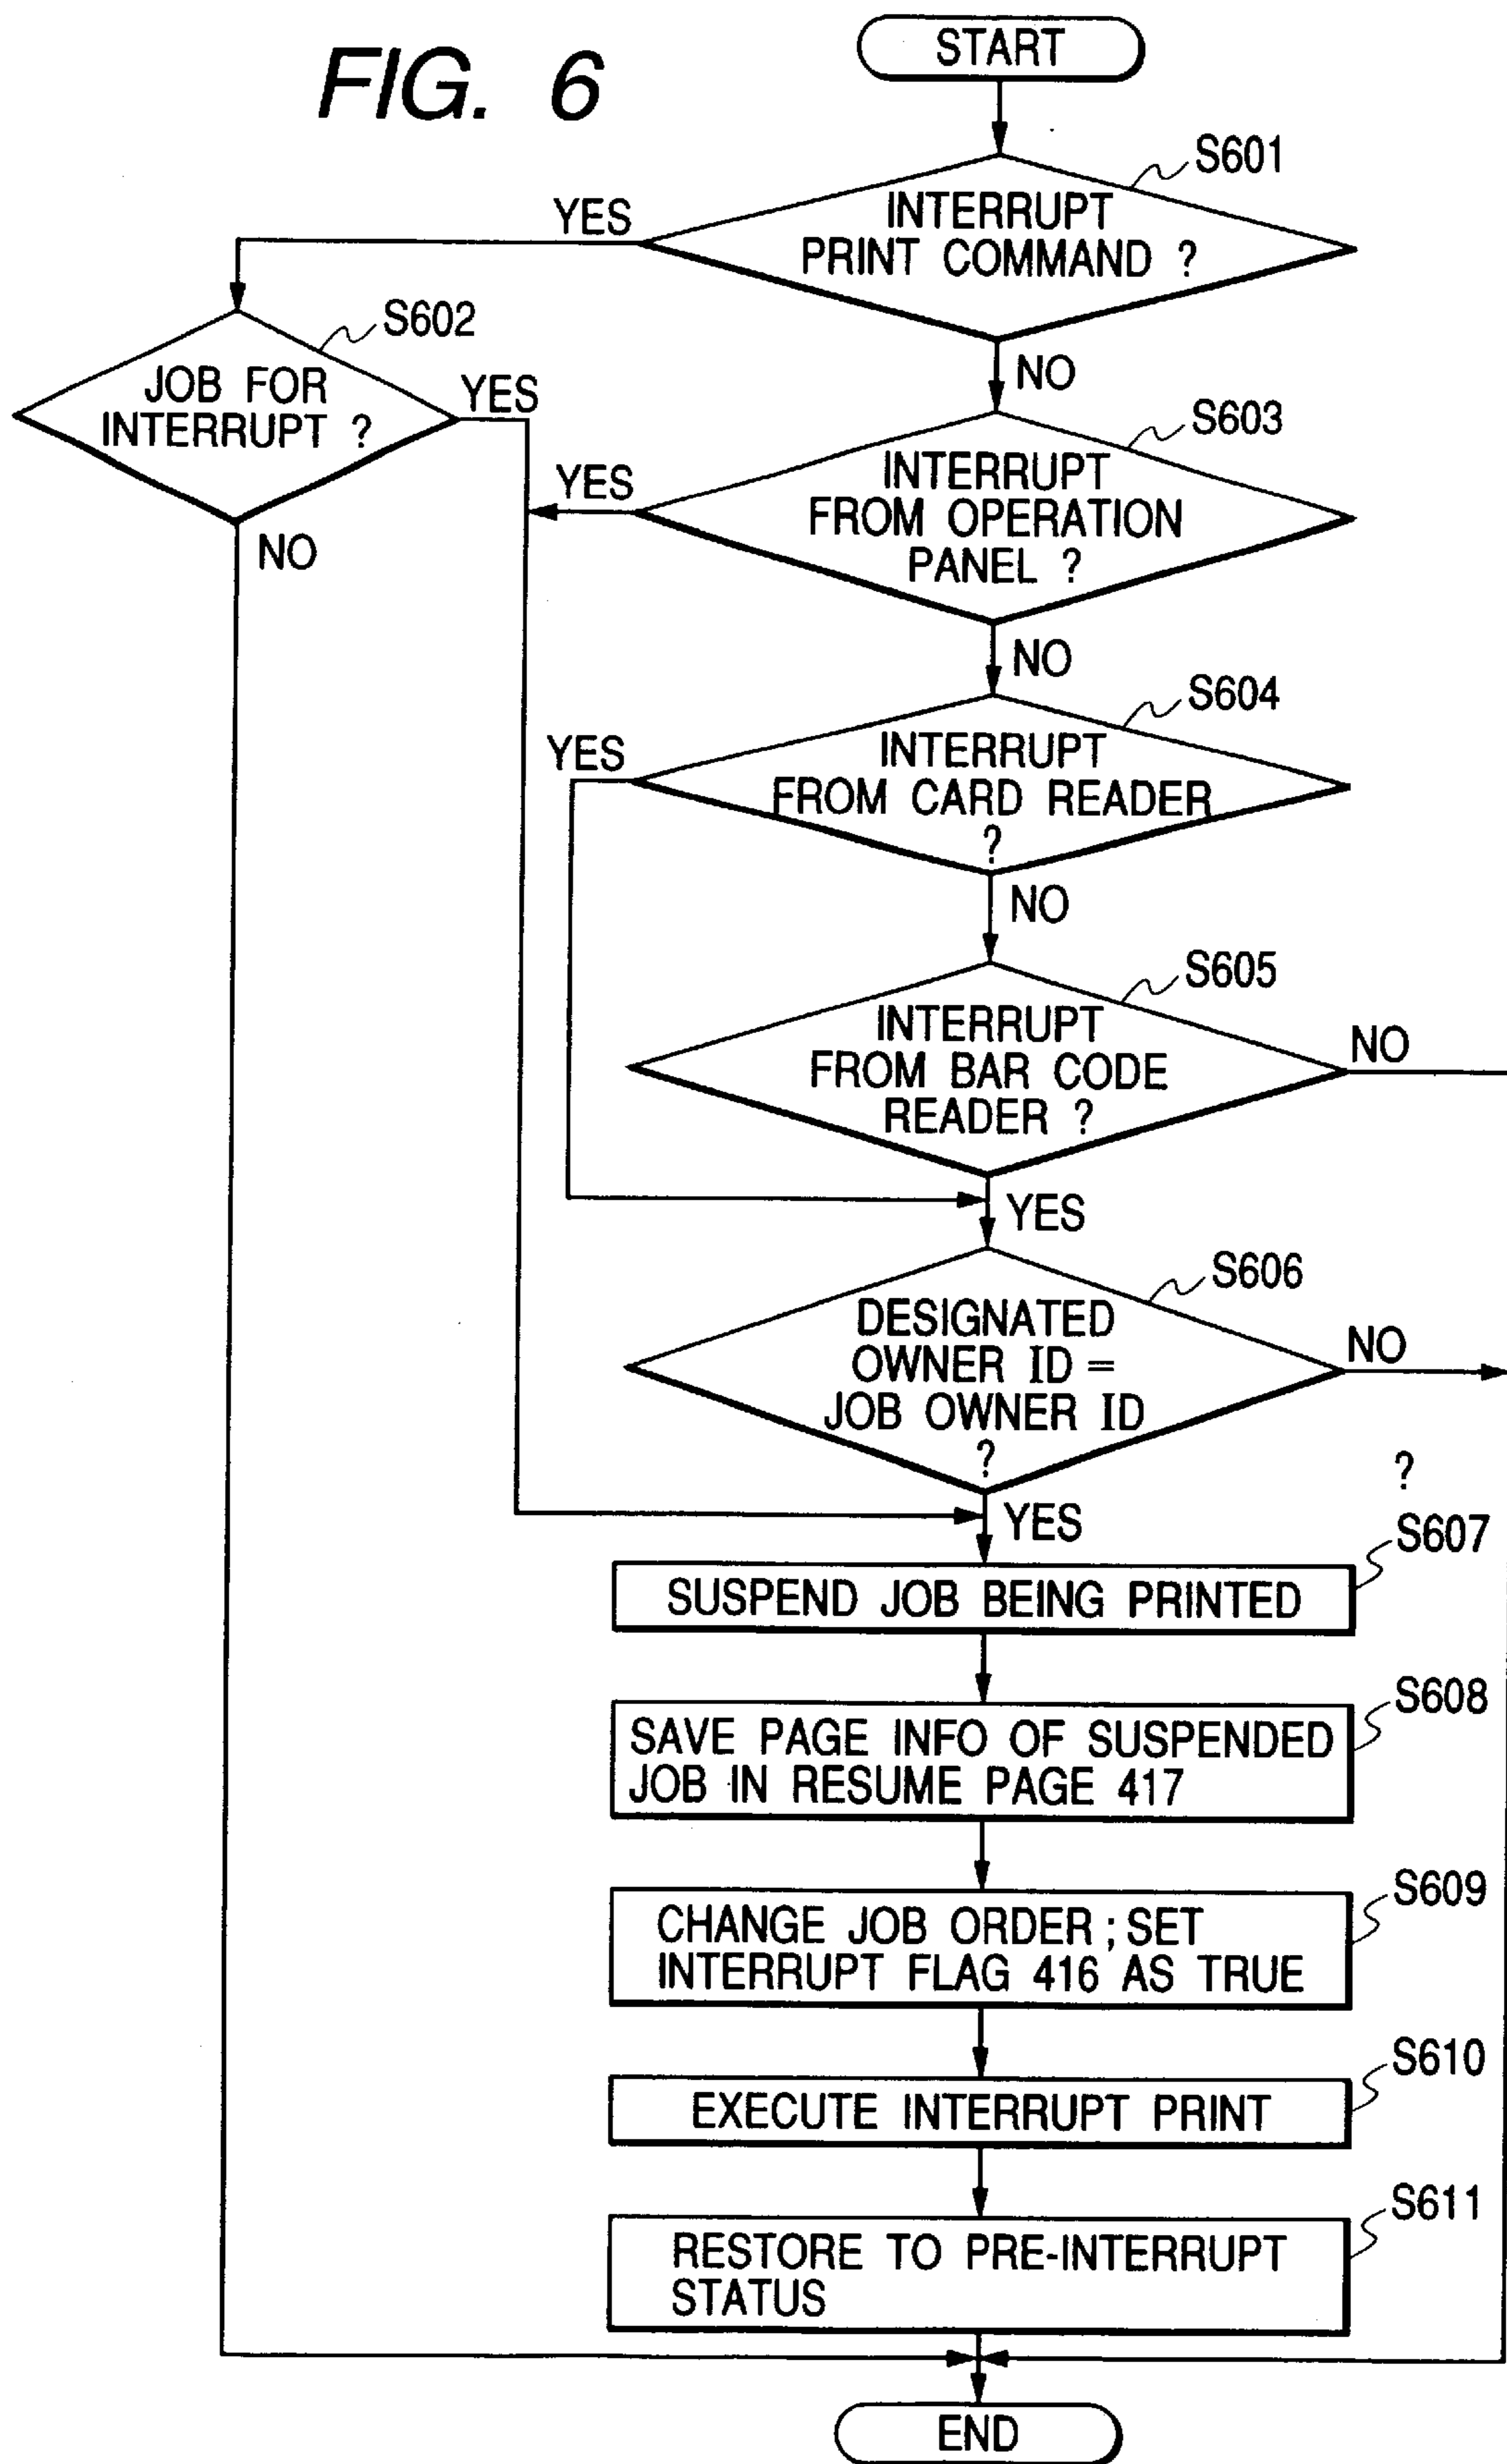 FIG. 6
START
S601
INTERRUPT
PRINT COMMAND ?
YES
NO
S602
JOB FOR
INTERRUPT ?
YES
NO
S603
INTERRUPT
FROM OPERATION
PANEL ?
YES
NO
S604
INTERRUPT
FROM CARD READER
?
YES
NO
S605
INTERRUPT
FROM BAR CODE
READER ?
NO
YES
S606
DESIGNATED
OWNER ID =
JOB OWNER ID
?
NO
?
YES
S607
SUSPEND JOB BEING PRINTED
S608
SAVE PAGE INFO OF SUSPENDED
JOB IN RESUME PAGE 417
S609
CHANGE JOB ORDER ; SET
INTERRUPT FLAG 416 AS TRUE
S610
EXECUTE INTERRUPT PRINT
S611
RESTORE TO PRE-INTERRUPT
STATUS
END